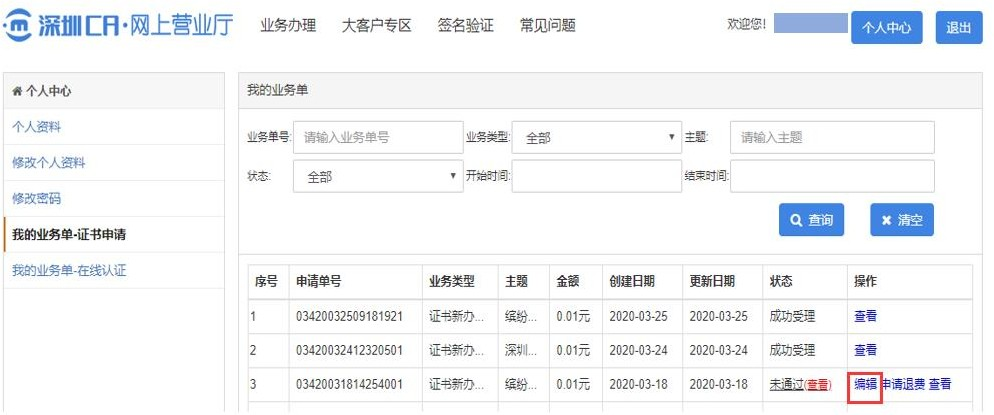 深圳CA·网上营业厅 业务办理 大客户专区 签名验证 常见问题 欢迎您! 个人中心 退出
个人中心
个人资料
修改个人资料
修改密码
我的业务单-证书申请
我的业务单-在线认证
我的业务单
业务单号: 请输入业务单号 业务类型: 全部 主题: 请输入主题
状态: 全部 开始时间: 结束时间:
查询 清空
序号 申请单号 业务类型 主题 金额 创建日期 更新日期 状态 操作
1 03420032509181921 证书新办... 缤纷... 0.01元 2020-03-25 2020-03-25 成功受理 查看
2 03420032412320501 证书新办... 深圳... 0.01元 2020-03-24 2020-03-24 成功受理 查看
3 03420031814254001 证书新办... 缤纷... 0.01元 2020-03-18 2020-03-18 未通过(查看) 编辑 申请退费 查看